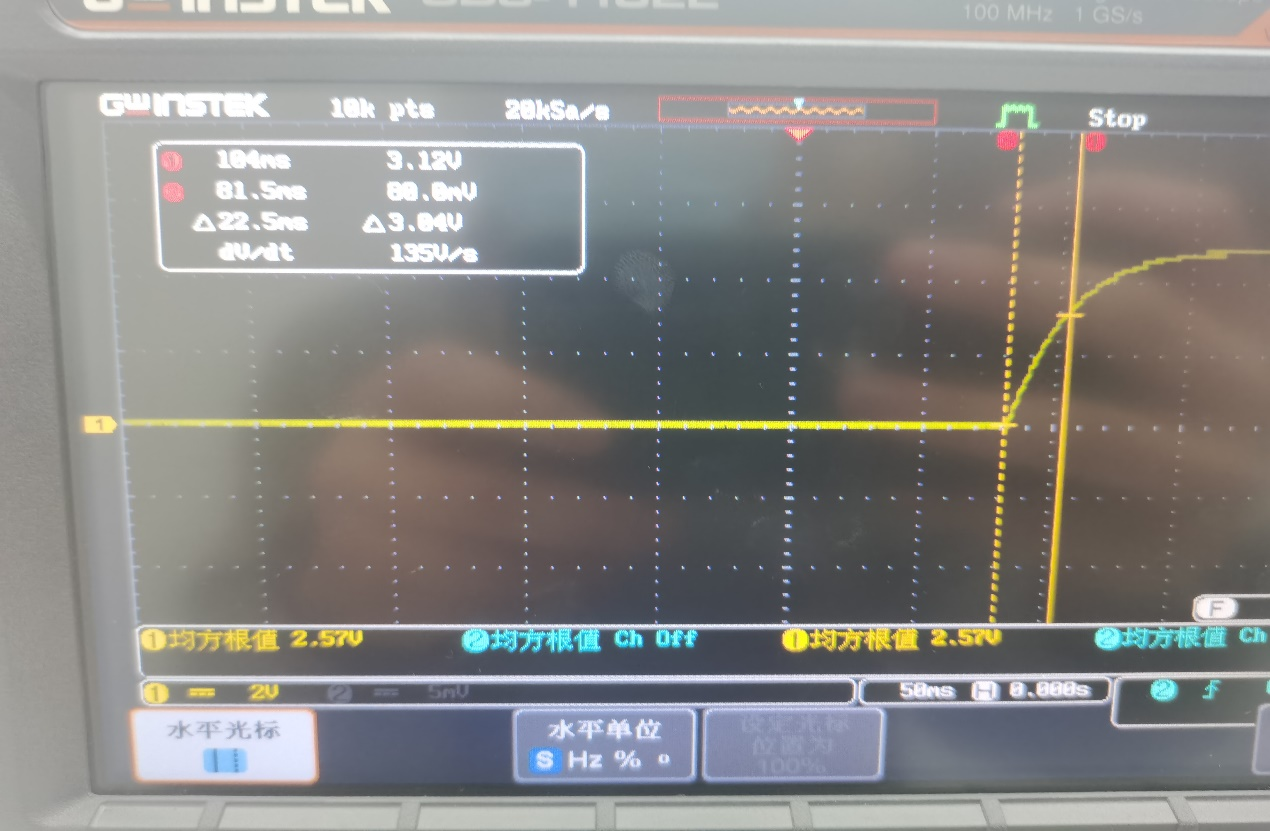 GWINSTEK
100 MHz 1 GS/s
GWINSTEK 10k pts 20kSa/s Stop
104ms 3.12V
81.5ms 80.0mV
△22.5ms △3.04V
dV/dt 135V/s
1
1 均方根值 2.57V 2 均方根值 Ch Off 1 均方根值 2.57V 2 均方根值 Ch
F
1 2V 2 5mV 50ms H 0.000s 2
水平光标 水平单位 设定光标
S Hz % ° 位置为
100%